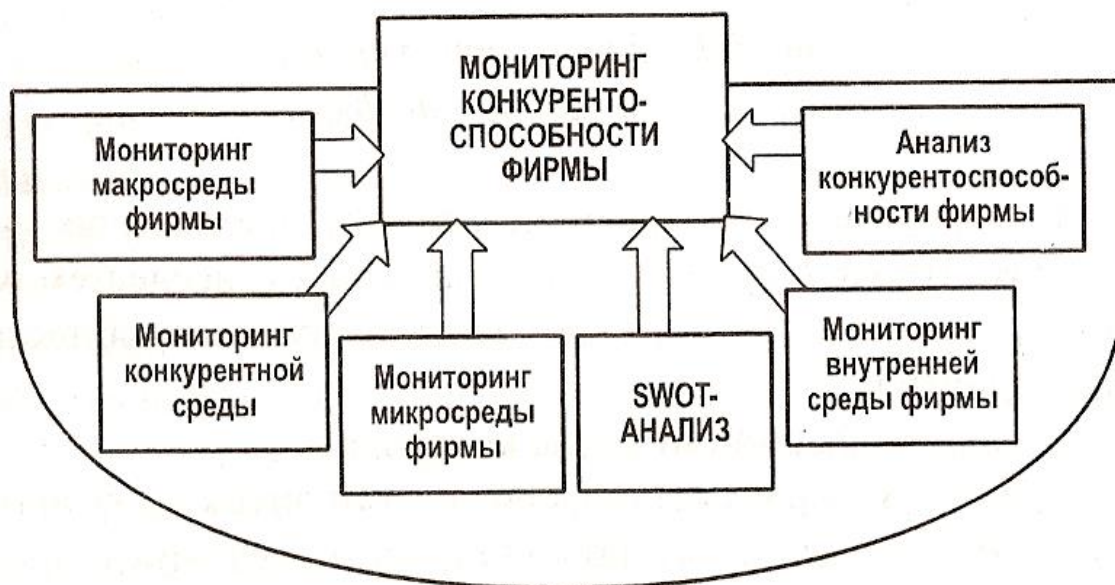 МОНИТОРИНГ
КОНКУРЕНТО-
СПОСОБНОСТИ
ФИРМЫ
Мониторинг
макросреды
фирмы
Анализ
конкурентоспособ-
ности фирмы
Мониторинг
конкурентной
среды
Мониторинг
микросреды
фирмы
SWOT-
АНАЛИЗ
Мониторинг
внутренней
среды фирмы